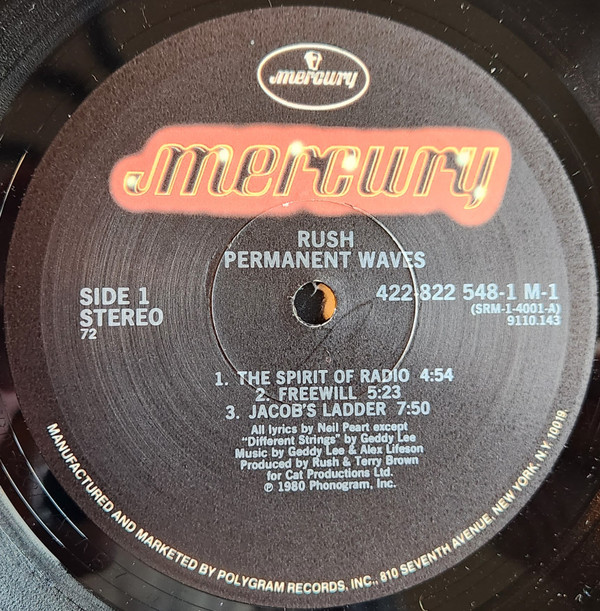 mercury
mercury
RUSH
PERMANENT WAVES
SIDE 1
STEREO
72
422-822 548-1 M-1
(SRM-1-4001-A)
9110.143
1. THE SPIRIT OF RADIO 4:54
2. FREEWILL 5:23
3. JACOB'S LADDER 7:50
All lyrics by Neil Peart except
"Different Strings" by Geddy Lee
Music by Geddy Lee & Alex Lifeson
Produced by Rush & Terry Brown
for Cat Productions Ltd.
℗ 1980 Phonogram, Inc.
MANUFACTURED AND MARKETED BY POLYGRAM RECORDS, INC., 810 SEVENTH AVENUE, NEW YORK, N.Y. 10019.